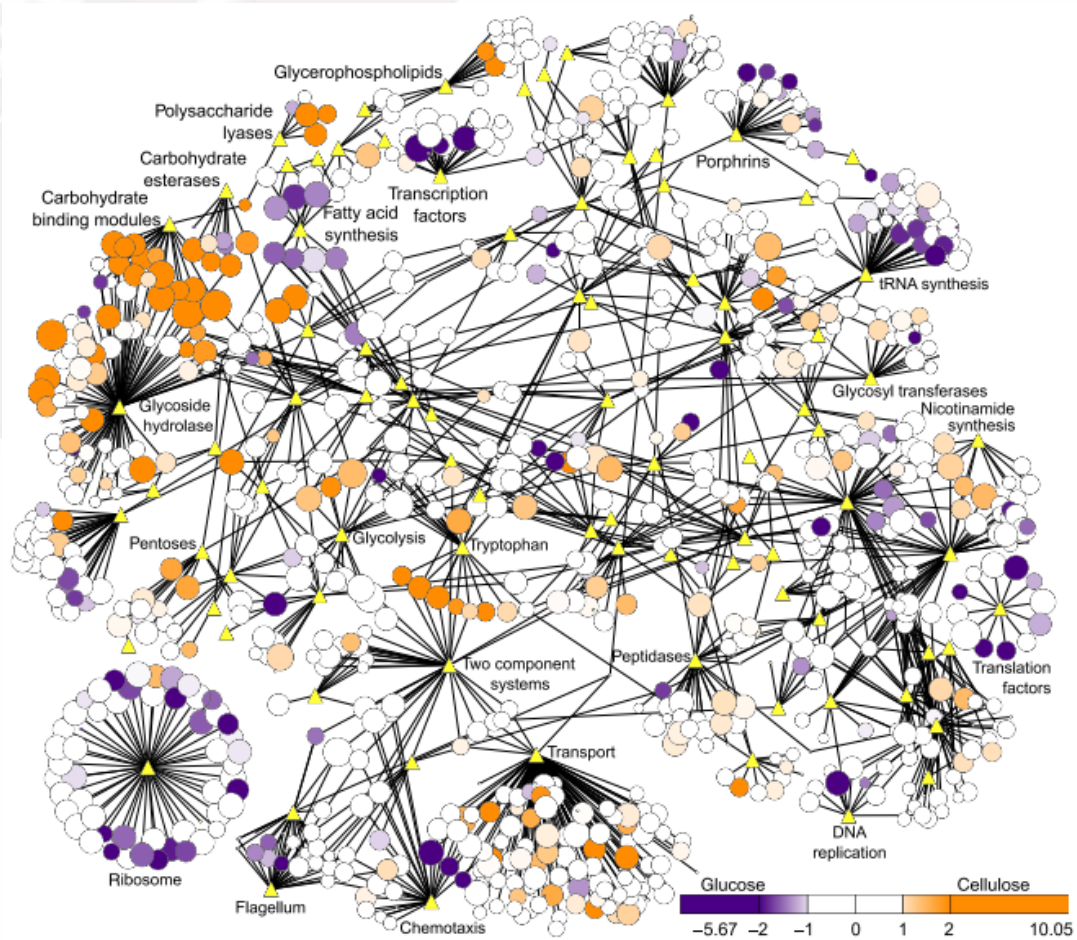 Glycerophospholipids
Polysaccharide
lyases
Carbohydrate
esterases
Carbohydrate
binding modules
Transcription
factors
Fatty acid
synthesis
Porphrins
tRNA synthesis
Glycosyl transferases
Nicotinamide
synthesis
Glycoside
hydrolase
Pentoses
Glycolysis
Tryptophan
Two component
systems
Peptidases
Translation
factors
Transport
DNA
replication
Ribosome
Flagellum
Chemotaxis
Glucose
Cellulose
−5.67 −2 −1 0 1 2 10.05